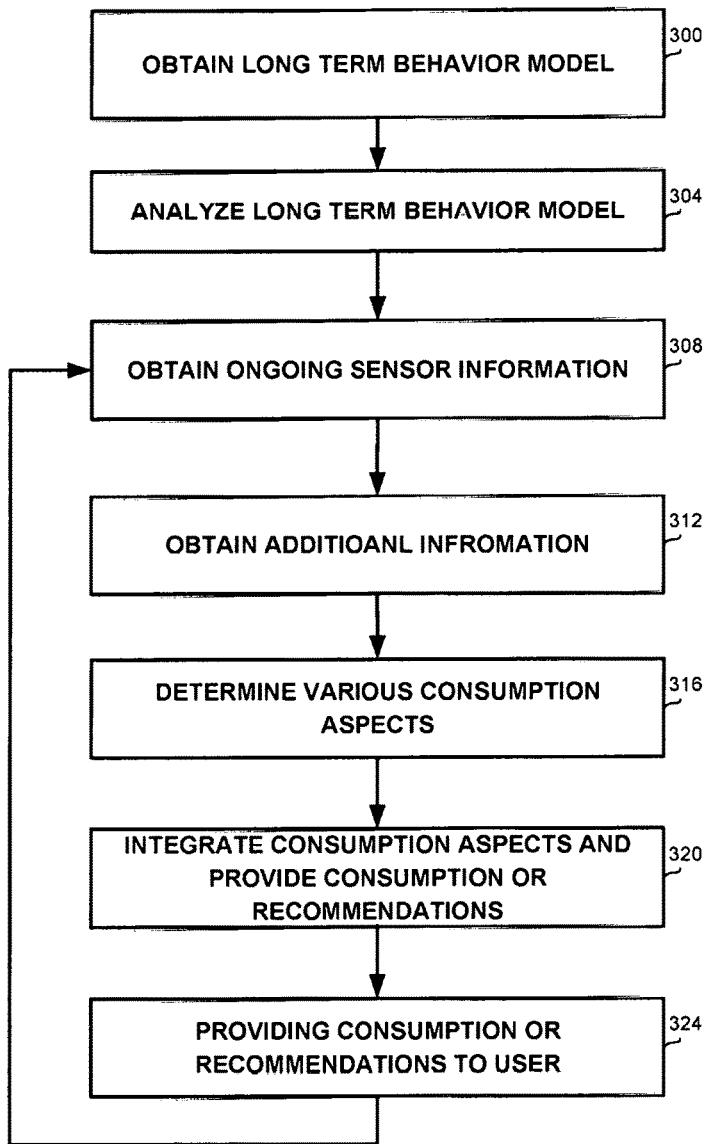 OBTAIN LONG TERM BEHAVIOR MODEL
300
ANALYZE LONG TERM BEHAVIOR MODEL
304
OBTAIN ONGOING SENSOR INFORMATION
308
OBTAIN ADDITIOANL INFROMATION
312
DETERMINE VARIOUS CONSUMPTION
ASPECTS
316
INTEGRATE CONSUMPTION ASPECTS AND
PROVIDE CONSUMPTION OR
RECOMMENDATIONS
320
PROVIDING CONSUMPTION OR
RECOMMENDATIONS TO USER
324